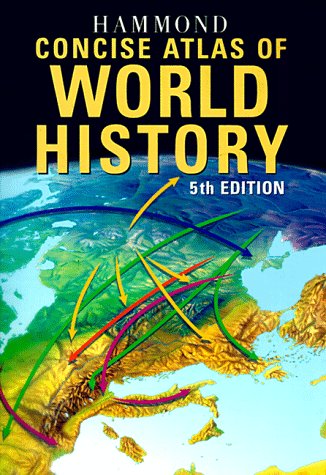 HAMMOND
CONCISE ATLAS OF
WORLD
HISTORY
5th EDITION